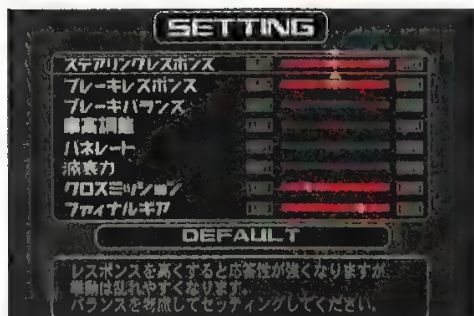 SETTING
ステアリングレスポンス
ブレーキレスポンス
ブレーキバランス
車高調整
バネレート
減衰力
クロスミッション
ファイナルギア
DEFAULT
レスポンスを高くすると応答性が強くなりますが
挙動は乱れやすくなります。
バランスを考慮してセッティングしてください。